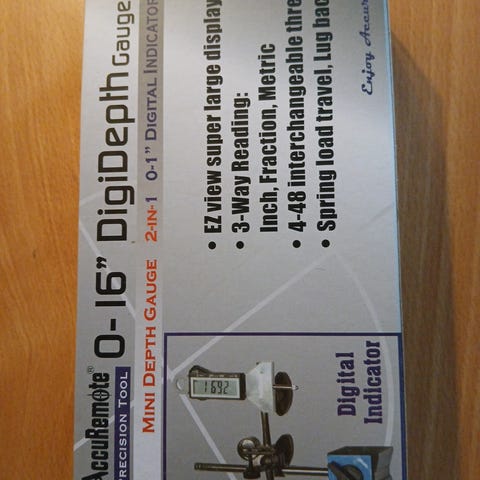 AccuRemote®
PRECISION TOOL
0-16" DigiDepth Gauge
MINI DEPTH GAUGE 2-IN-1 0-1" DIGITAL INDICATOR
• EZ view super large display
• 3-Way Reading:
Inch, Fraction, Metric
• 4-48 interchangeable
• Spring load travel, Lug
Enjoy
1692
Digital
Indicator